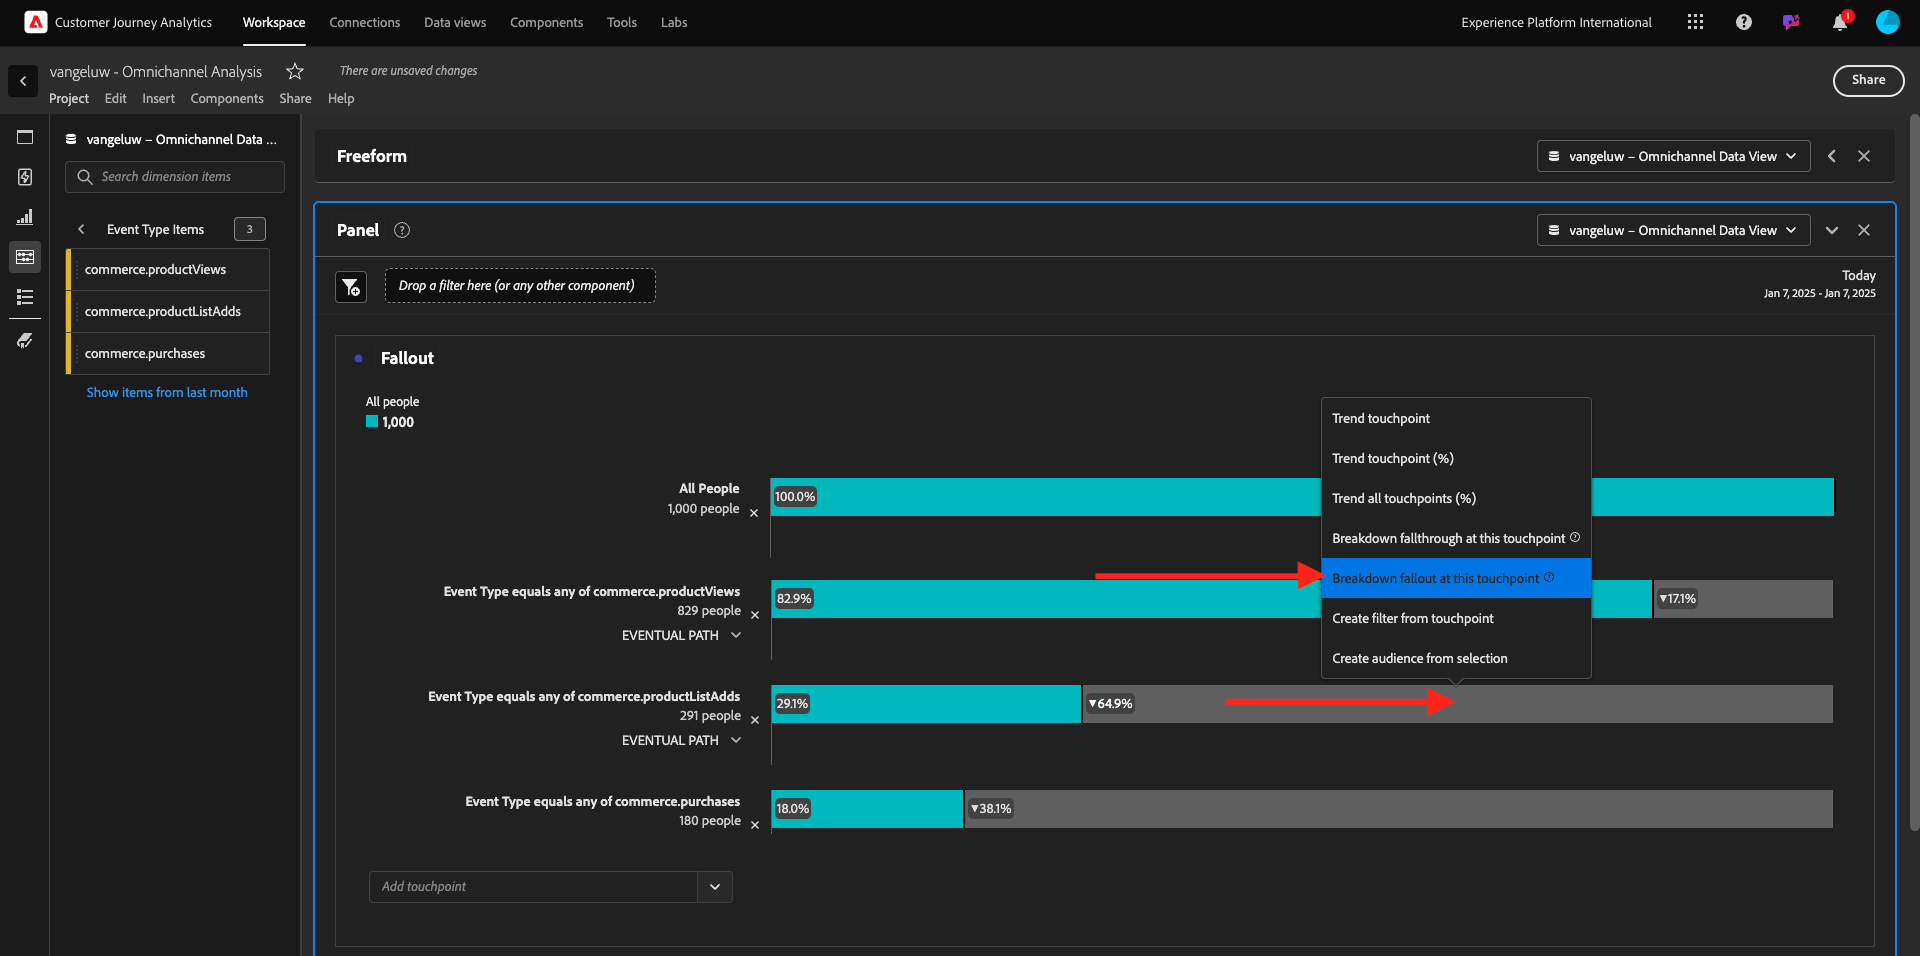 Customer Journey Analytics Workspace Connections Data views Components Tools Labs Experience Platform International 1
vangeluw - Omnichannel Analysis There are unsaved changes
Project Edit Insert Components Share Help
Share
vangeluw – Omnichannel Data ...
Search dimension items
Event Type Items 3
commerce.productViews
commerce.productListAdds
commerce.purchases
Show items from last month
Freeform vangeluw – Omnichannel Data View
Panel vangeluw – Omnichannel Data View
Drop a filter here (or any other component)
Today
Jan 7, 2025 - Jan 7, 2025
Fallout
All people
1,000
All People
1,000 people
100.0%
Event Type equals any of commerce.productViews
829 people
EVENTUAL PATH
82.9%
▼17.1%
Event Type equals any of commerce.productListAdds
291 people
EVENTUAL PATH
29.1%
▼64.9%
Event Type equals any of commerce.purchases
180 people
18.0%
▼38.1%
Add touchpoint
Trend touchpoint
Trend touchpoint (%)
Trend all touchpoints (%)
Breakdown fallthrough at this touchpoint
Breakdown fallout at this touchpoint
Create filter from touchpoint
Create audience from selection